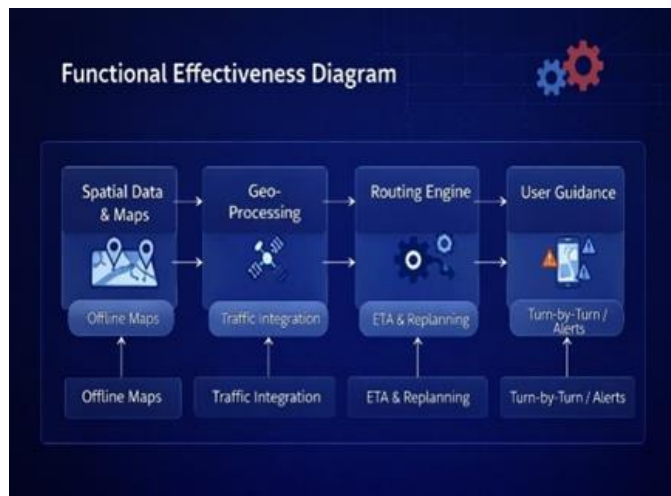 Functional Effectiveness Diagram
Spatial Data
& Maps
Geo-
Processing
Routing Engine
User Guidance
Offline Maps
Traffic Integration
ETA & Replanning
Turn-by-Turn /
Alerts
Offline Maps
Traffic Integration
ETA & Replanning
Turn-by-Turn / Alerts